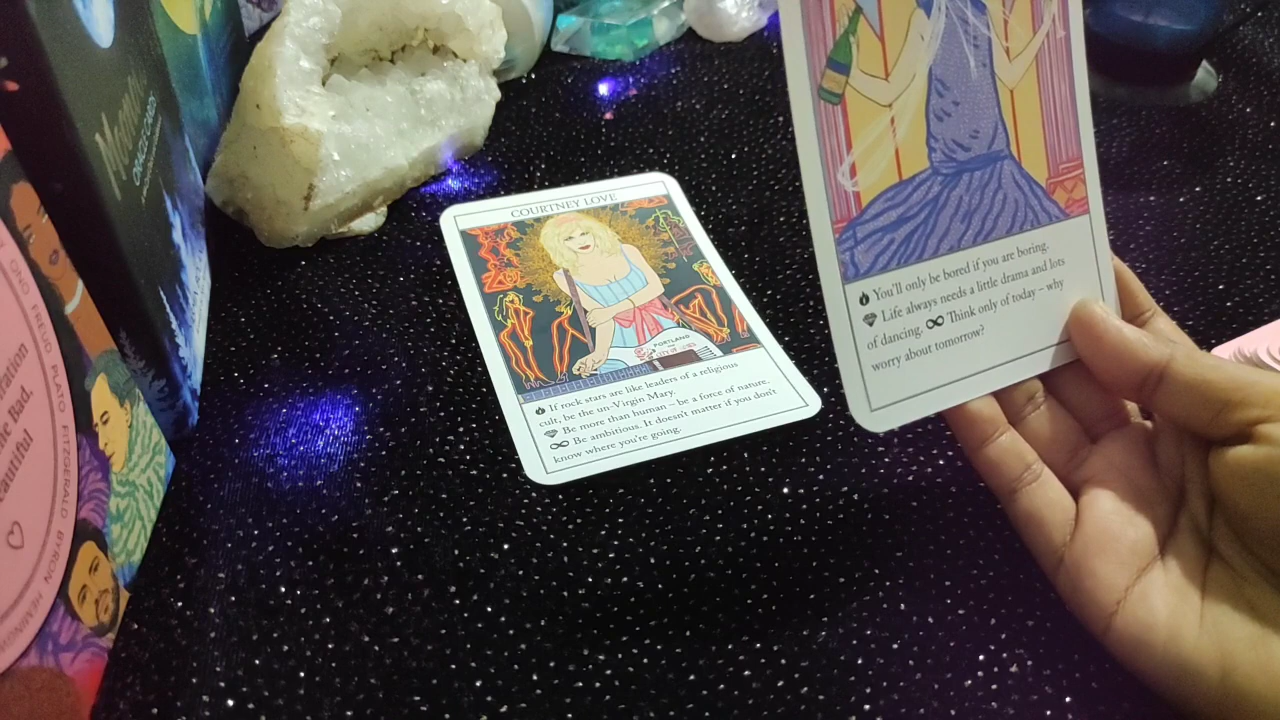 COURTNEY LOVE
PORTLAND
If rock stars are like leaders of a religious
cult, be the un-Virgin Mary.
Be more than human – be a force of nature.
∞ Be ambitious. It doesn't matter if you don't
know where you're going.
You'll only be bored if you are boring.
Life always needs a little drama and lots
of dancing. ∞ Think only of today – why
worry about tomorrow?
ORACLE CARDS
ONO FREUD PLATO FITZGERALD BYRON
Bad,